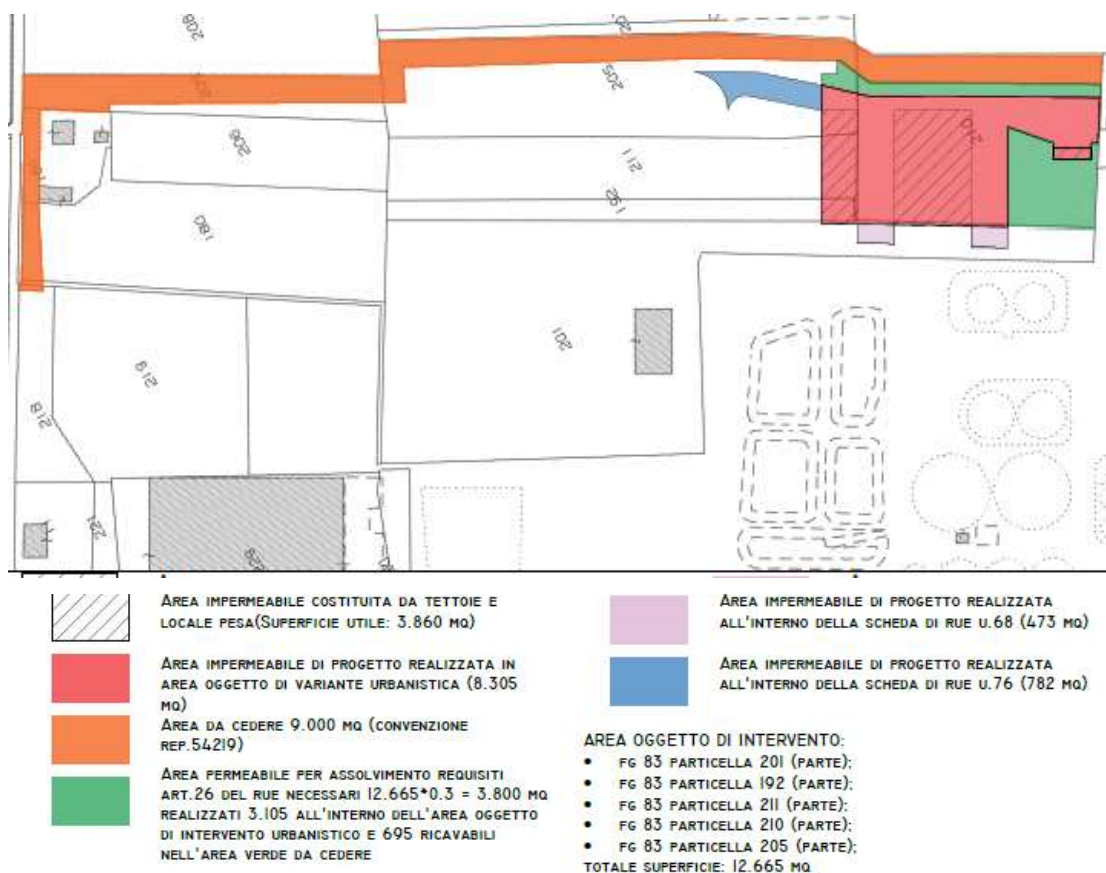 208
205
206
211
192
210
180
201
219
218
221
229
AREA IMPERMEABILE COSTITUITA DA TETTOIE E
LOCALE PESA(SUPERFICIE UTILE: 3.860 MQ)
AREA IMPERMEABILE DI PROGETTO REALIZZATA IN
AREA OGGETTO DI VARIANTE URBANISTICA (8.305
MQ)
AREA DA CEDERE 9.000 MQ (CONVENZIONE
REP.54219)
AREA PERMEABILE PER ASSOLVIMENTO REQUISITI
ART.26 DEL RUE NECESSARI 12.665*0.3 = 3.800 MQ
REALIZZATI 3.105 ALL'INTERNO DELL'AREA OGGETTO
DI INTERVENTO URBANISTICO E 695 RICAVABILI
NELL'AREA VERDE DA CEDERE
AREA IMPERMEABILE DI PROGETTO REALIZZATA
ALL'INTERNO DELLA SCHEDA DI RUE U.68 (473 MQ)
AREA IMPERMEABILE DI PROGETTO REALIZZATA
ALL'INTERNO DELLA SCHEDA DI RUE U.76 (782 MQ)
AREA OGGETTO DI INTERVENTO:
• FG 83 PARTICELLA 201 (PARTE);
• FG 83 PARTICELLA 192 (PARTE);
• FG 83 PARTICELLA 211 (PARTE);
• FG 83 PARTICELLA 210 (PARTE);
• FG 83 PARTICELLA 205 (PARTE);
TOTALE SUPERFICIE: 12.665 MQ